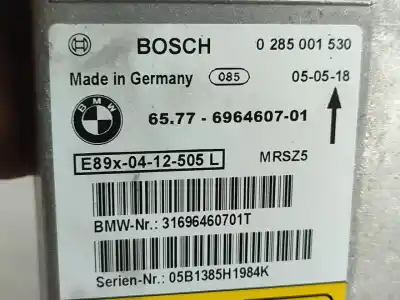 BOSCH 0 285 001 530
Made in Germany 085 05-05-18
BMW
65.77 - 6964607-01
E89x-04-12-505 L MRSZ5
BMW-Nr.: 31696460701T
Serien-Nr.: 05B1385H1984K